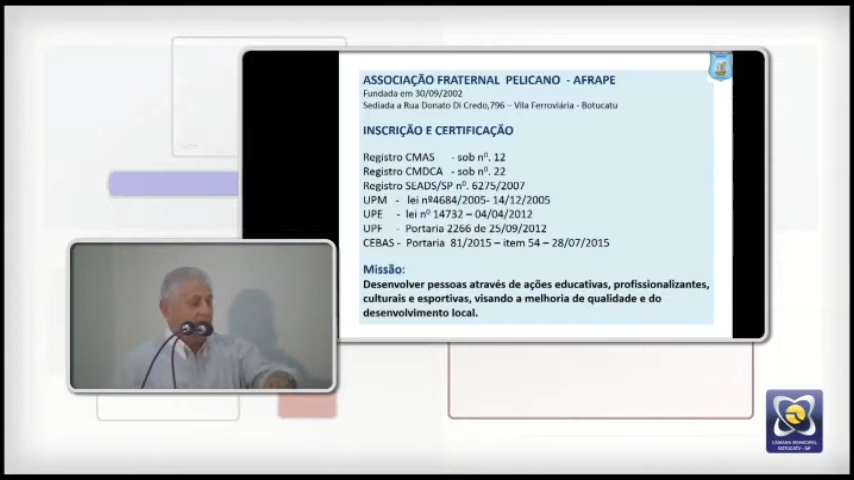 ASSOCIAÇÃO FRATERNAL PELICANO - AFRAPE
Fundada em 30/09/2002
Sediada a Rua Donato Di Credo,796 – Vila Ferroviária - Botucatu
INSCRIÇÃO E CERTIFICAÇÃO
Registro CMAS - sob nº. 12
Registro CMDCA - sob nº. 22
Registro SEADS/SP nº. 6275/2007
UPM - lei nº4684/2005- 14/12/2005
UPE - lei nº 14732 – 04/04/2012
UPF - Portaria 2266 de 25/09/2012
CEBAS - Portaria 81/2015 – item 54 – 28/07/2015
Missão:
Desenvolver pessoas através de ações educativas, profissionalizantes,
culturais e esportivas, visando a melhoria de qualidade e do
desenvolvimento local.
CÂMARA MUNICIPAL
BOTUCATU - SP